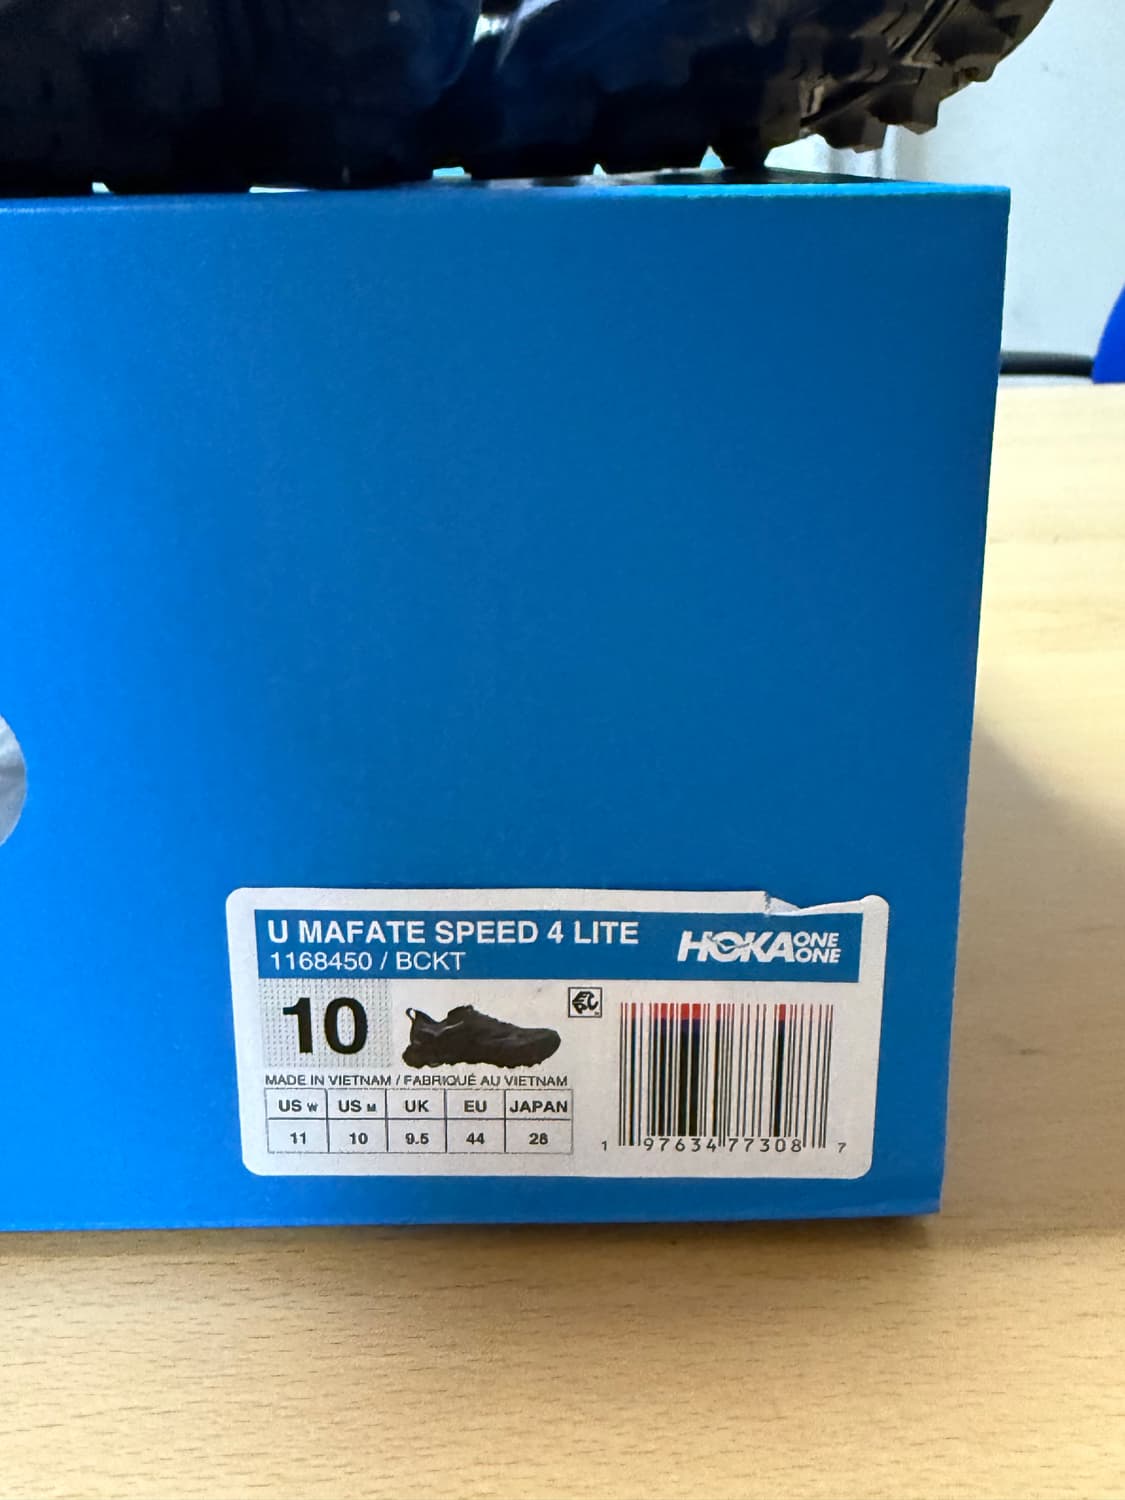 U MAFATE SPEED 4 LITE
1168450 / BCKT
HOKA ONE ONE
10
MADE IN VIETNAM / FABRIQUÉ AU VIETNAM
US W US M UK EU JAPAN
11 10 9.5 44 28
1 97634 77308 7